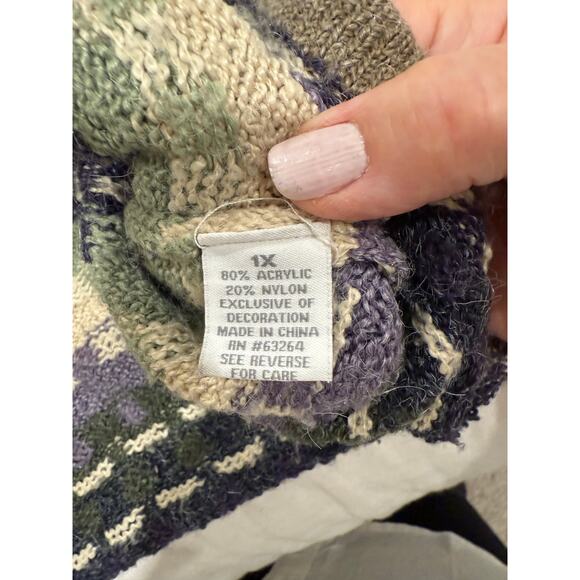 1X
80% ACRYLIC
20% NYLON
EXCLUSIVE OF
DECORATION
MADE IN CHINA
RN #63264
SEE REVERSE
FOR CARE